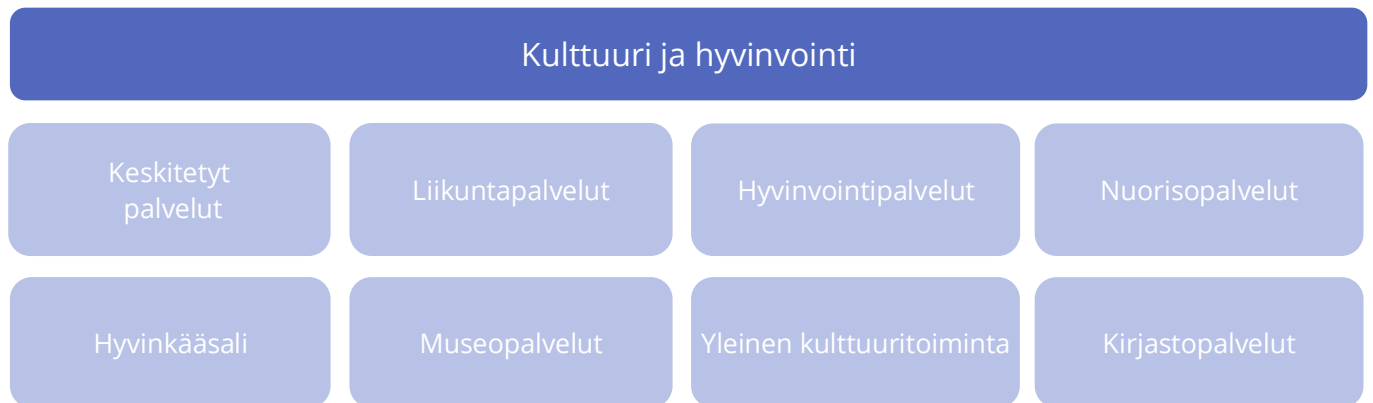 Kulttuuri ja hyvinvointi
Keskitetyt
palvelut
Liikuntapalvelut
Hyvinvointipalvelut
Nuorisopalvelut
Hyvinkääsali
Museopalvelut
Yleinen kulttuuritoiminta
Kirjastopalvelut